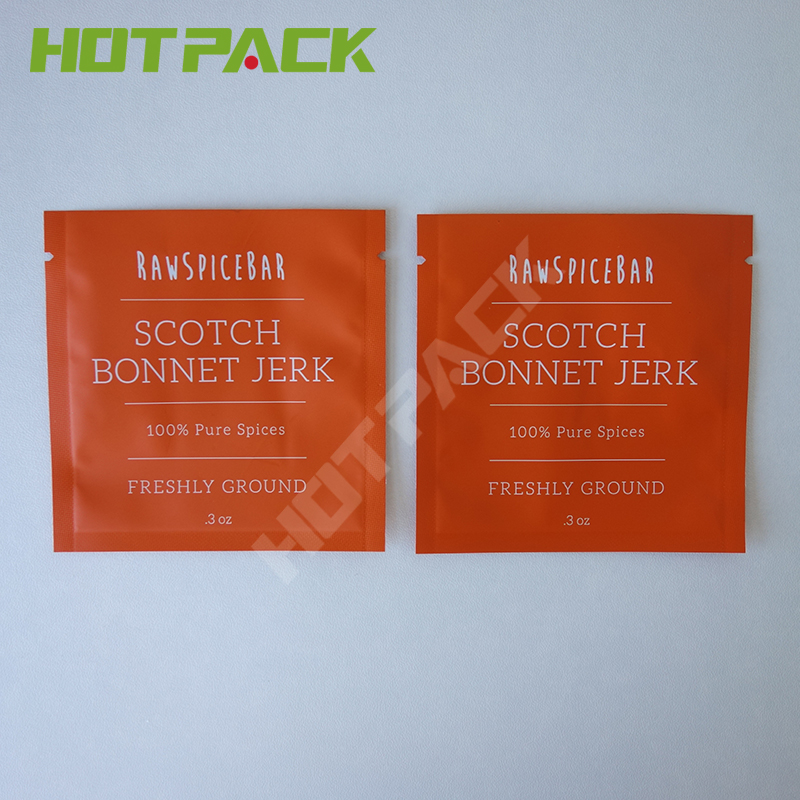 HOTPACK
RAWSPICEBAR
SCOTCH
BONNET JERK
100% Pure Spices
FRESHLY GROUND
.3 oz
RAWSPICEBAR
SCOTCH
BONNET JERK
100% Pure Spices
FRESHLY GROUND
.3 oz
HOTPACK